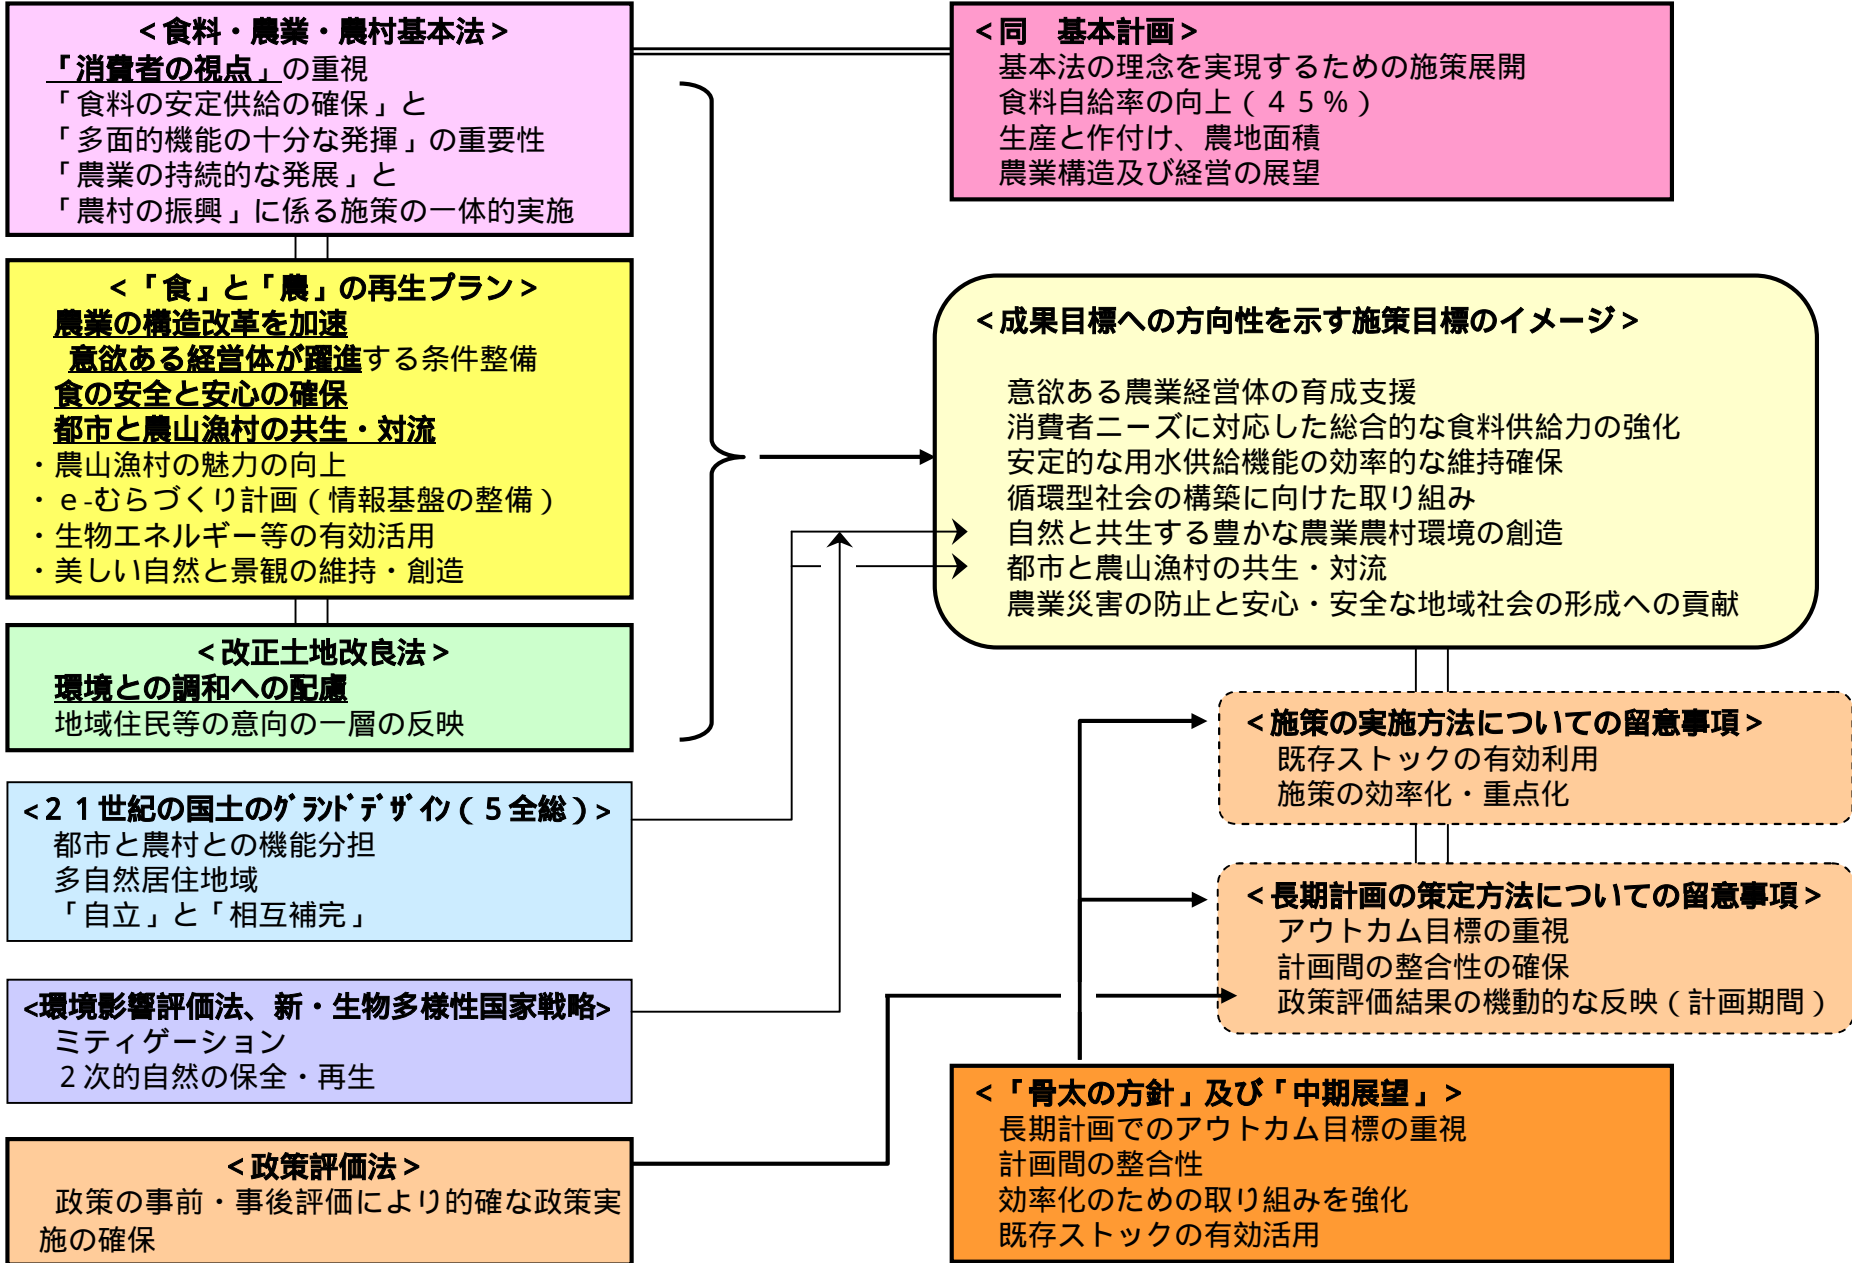 <食料・農業・農村基本法>
「消費者の視点」の重視
「食料の安定供給の確保」と
「多面的機能の十分な発揮」の重要性
「農業の持続的な発展」と
「農村の振興」に係る施策の一体的実施
<同　基本計画>
基本法の理念を実現するための施策展開
食料自給率の向上(45%)
生産と作付け、農地面積
農業構造及び経営の展望
<「食」と「農」の再生プラン>
農業の構造改革を加速
意欲ある経営体が躍進する条件整備
食の安全と安心の確保
都市と農山漁村の共生・対流
・農山漁村の魅力の向上
・e-むらづくり計画(情報基盤の整備)
・生物エネルギー等の有効活用
・美しい自然と景観の維持・創造
<成果目標への方向性を示す施策目標のイメージ>
意欲ある農業経営体の育成支援
消費者ニーズに対応した総合的な食料供給力の強化
安定的な用水供給機能の効率的な維持確保
循環型社会の構築に向けた取り組み
自然と共生する豊かな農業農村環境の創造
都市と農山漁村の共生・対流
農業災害の防止と安心・安全な地域社会の形成への貢献
<改正土地改良法>
環境との調和への配慮
地域住民等の意向の一層の反映
<施策の実施方法についての留意事項>
既存ストックの有効利用
施策の効率化・重点化
<21世紀の国土のグランドデザイン(5全総)>
都市と農村との機能分担
多自然居住地域
「自立」と「相互補完」
<長期計画の策定方法についての留意事項>
アウトカム目標の重視
計画間の整合性の確保
政策評価結果の機動的な反映(計画期間)
<環境影響評価法、新・生物多様性国家戦略>
ミティゲーション
2次的自然の保全・再生
<「骨太の方針」及び「中期展望」>
長期計画でのアウトカム目標の重視
計画間の整合性
効率化のための取り組みを強化
既存ストックの有効活用
<政策評価法>
政策の事前・事後評価により的確な政策実
施の確保